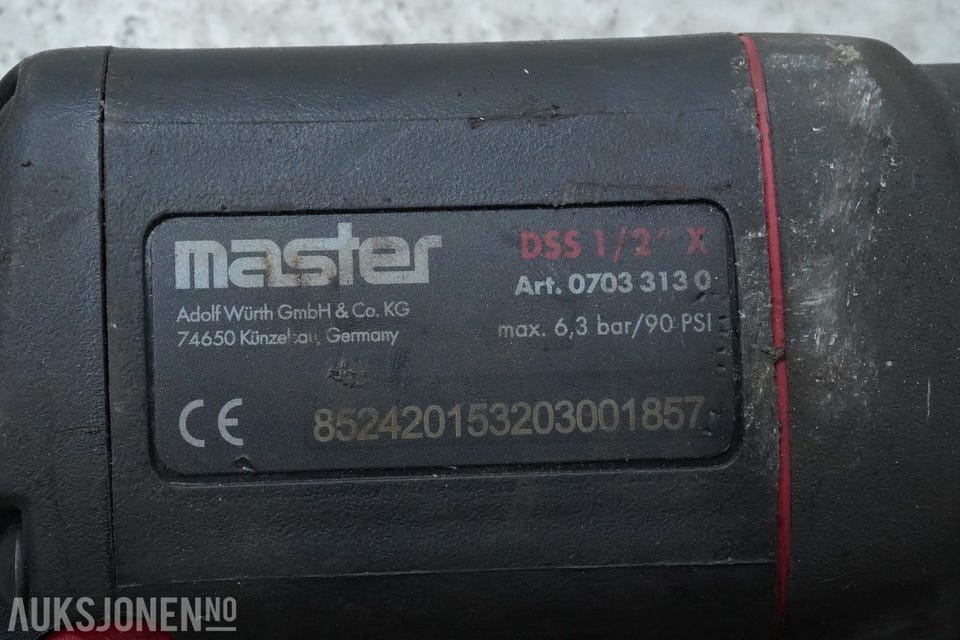 master
DSS 1/2" X
Art. 0703 313 0
Adolf Würth GmbH & Co. KG
74650 Künzelsau, Germany
max. 6,3 bar/90 PSI
CE
852420153203001857
AUKSJONEN.NO